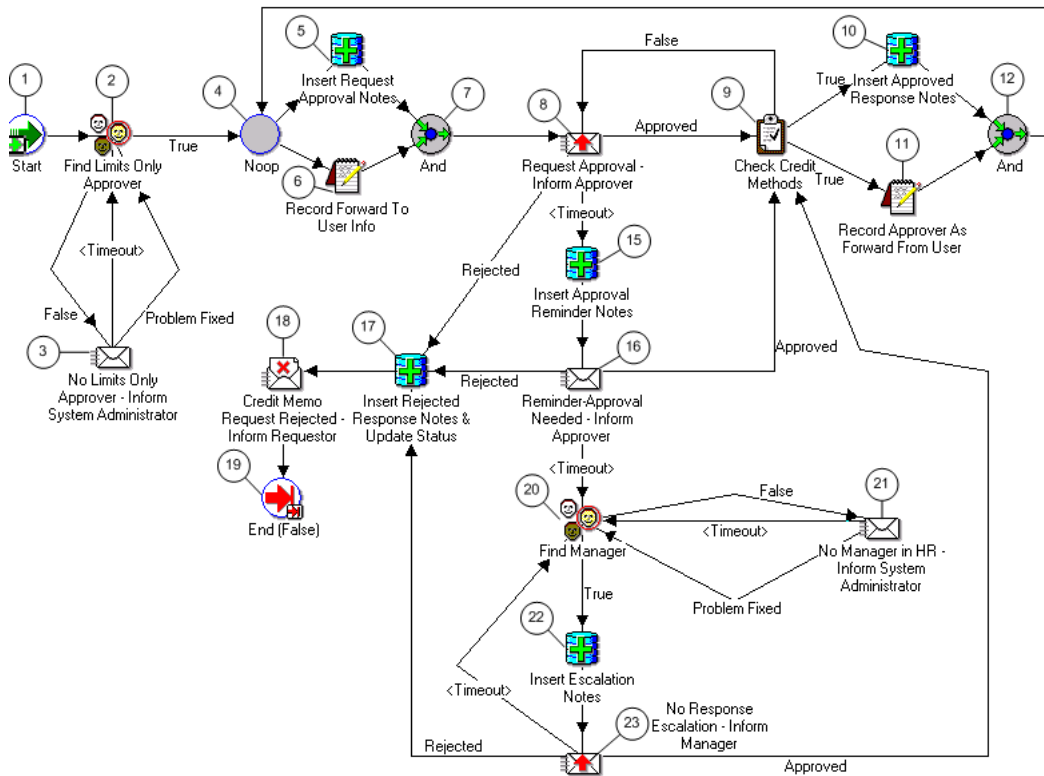 1
Start
2
Find Limits Only
Approver
True
<Timeout>
False
Problem Fixed
3
No Limits Only
Approver - Inform
System Administrator
4
Noop
5
Insert Request
Approval Notes
6
Record Forward To
User Info
7
And
8
Request Approval -
Inform Approver
False
Approved
<Timeout>
Rejected
9
Check Credit
Methods
True
True
10
Insert Approved
Response Notes
11
Record Approver As
Forward From User
12
And
15
Insert Approval
Reminder Notes
16
Reminder-Approval
Needed - Inform
Approver
Approved
Rejected
<Timeout>
17
Insert Rejected
Response Notes &
Update Status
18
Credit Memo
Request Rejected -
Inform Requestor
19
End (False)
20
Find Manager
False
<Timeout>
Problem Fixed
True
21
No Manager in HR -
Inform System
Administrator
22
Insert Escalation
Notes
<Timeout>
23
No Response
Escalation - Inform
Manager
Rejected
Approved